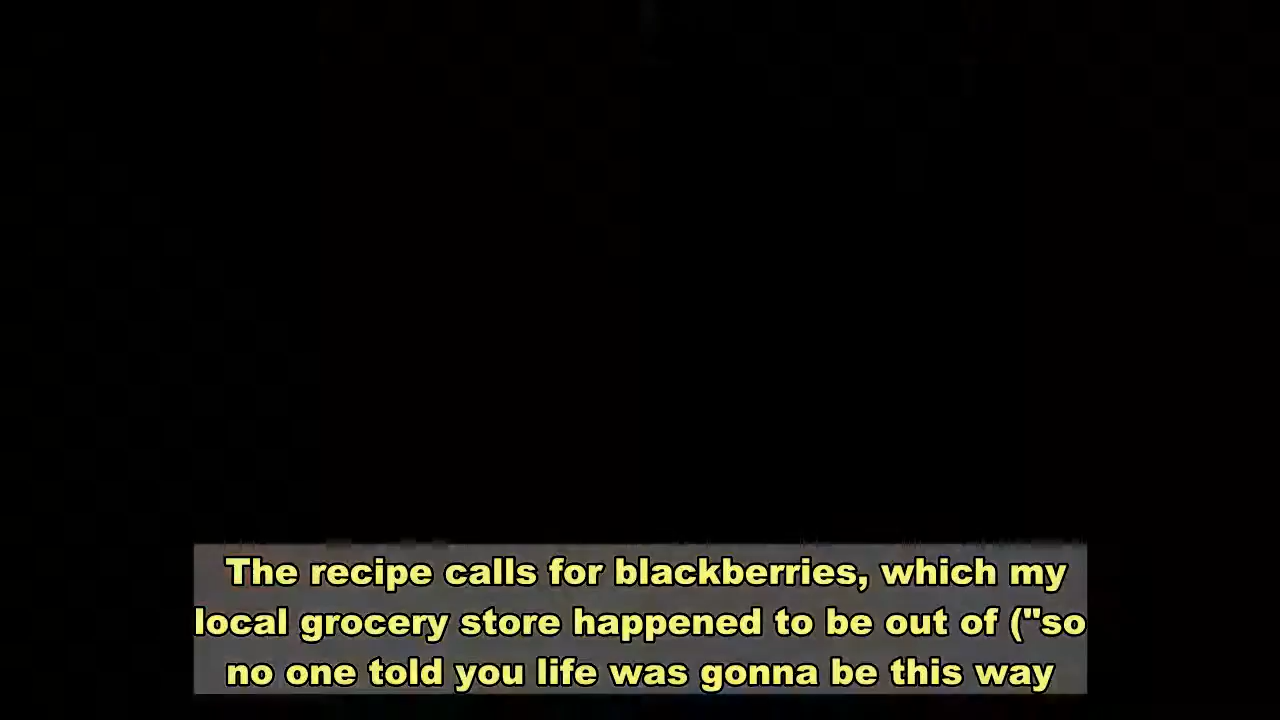 The recipe calls for blackberries, which my
local grocery store happened to be out of ("so
no one told you life was gonna be this way